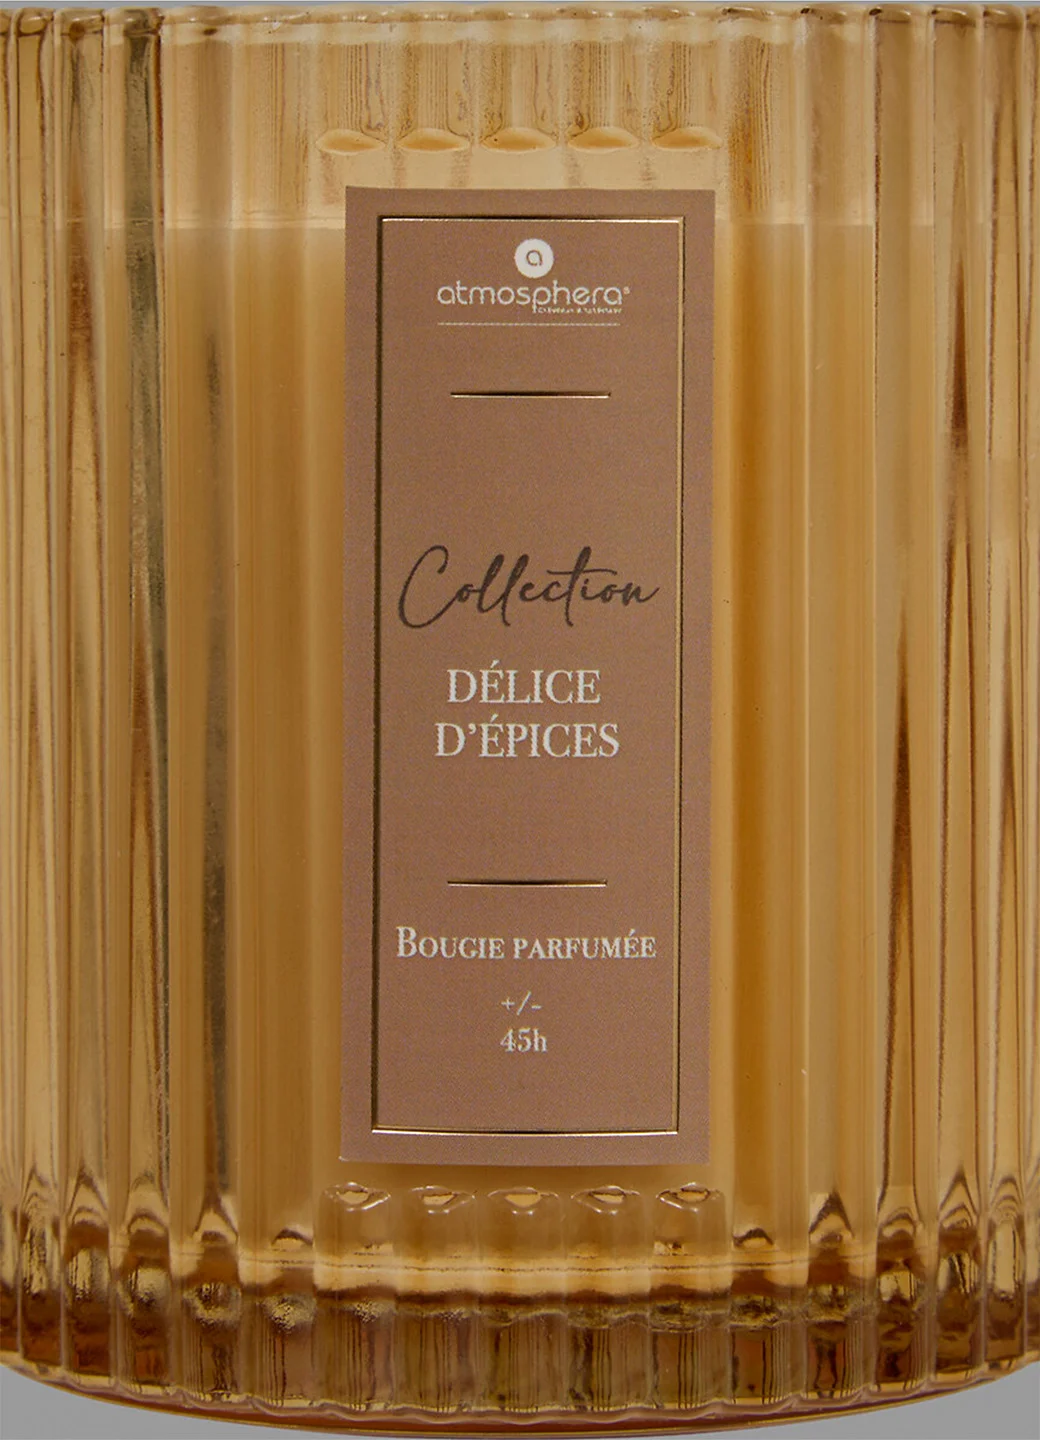 a
atmosphera®
Collection
DÉLICE
D'ÉPICES
BOUGIE PARFUMÉE
+/-
45h